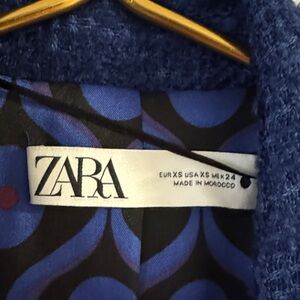 ZARA
EUR XS USA XS MEX 24
MADE IN MOROCCO